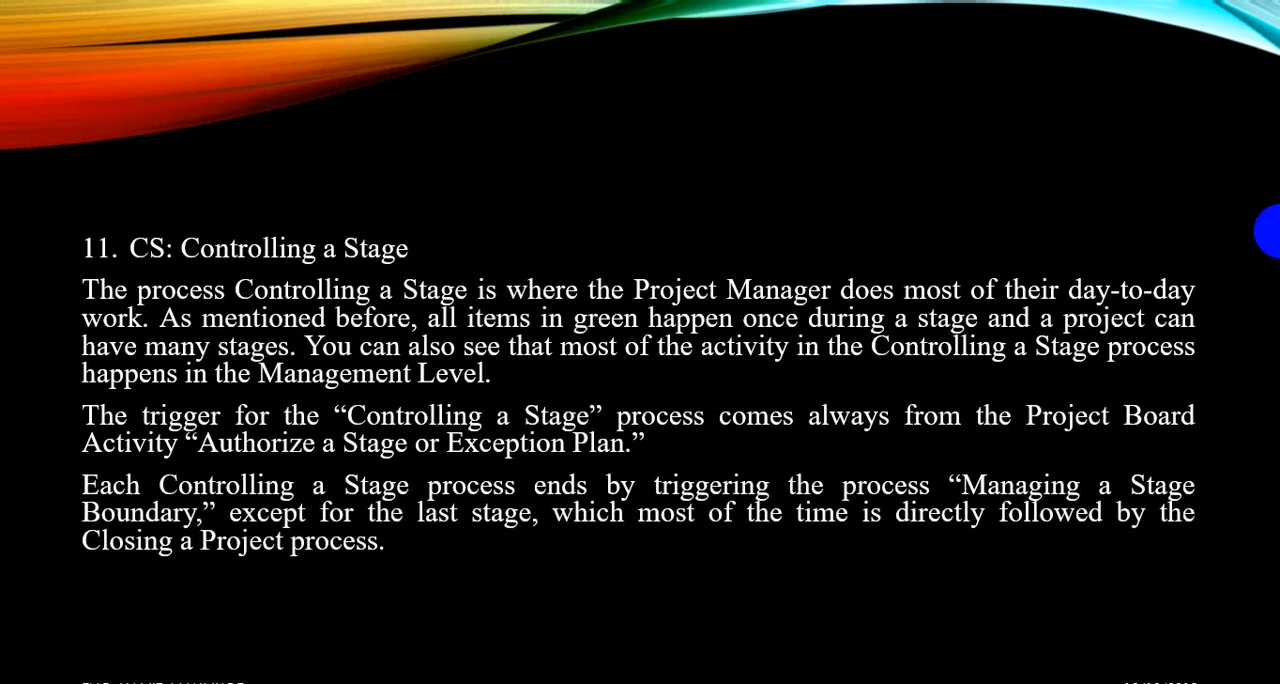 11. CS: Controlling a Stage
The process Controlling a Stage is where the Project Manager does most of their day-to-day
work. As mentioned before, all items in green happen once during a stage and a project can
have many stages. You can also see that most of the activity in the Controlling a Stage process
happens in the Management Level.
The trigger for the “Controlling a Stage” process comes always from the Project Board
Activity “Authorize a Stage or Exception Plan.”
Each Controlling a Stage process ends by triggering the process “Managing a Stage
Boundary,” except for the last stage, which most of the time is directly followed by the
Closing a Project process.